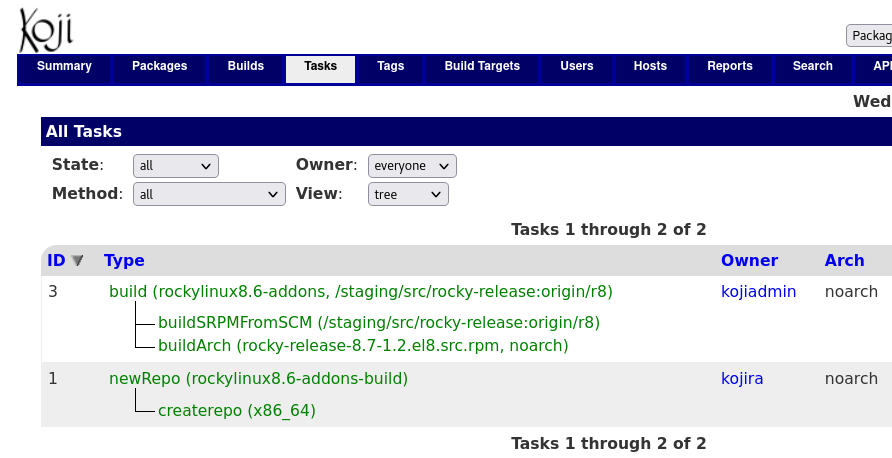 Koji
Packag
Summary Packages Builds Tasks Tags Build Targets Users Hosts Reports Search API
Wed
All Tasks
State: all Owner: everyone
Method: all View: tree
Tasks 1 through 2 of 2
ID Type Owner Arch
3 build (rockylinux8.6-addons, /staging/src/rocky-release:origin/r8) kojiadmin noarch
buildSRPMFromSCM (/staging/src/rocky-release:origin/r8)
buildArch (rocky-release-8.7-1.2.el8.src.rpm, noarch)
1 newRepo (rockylinux8.6-addons-build) kojira noarch
createrepo (x86_64)
Tasks 1 through 2 of 2